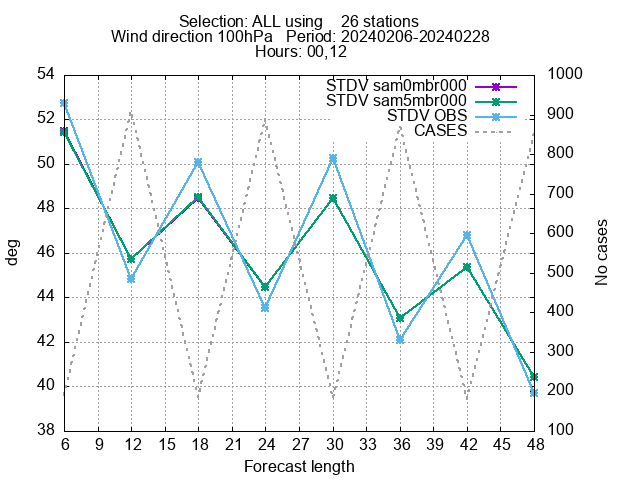 Selection: ALL using    26 stations
Wind direction 100hPa   Period: 20240206-20240228
Hours: 00,12
STDV sam0mbr000
STDV sam5mbr000
STDV OBS
CASES
54
52
50
48
46
44
42
40
38
deg
1000
900
800
700
600
500
400
300
200
100
No cases
6 9 12 15 18 21 24 27 30 33 36 39 42 45 48
Forecast length